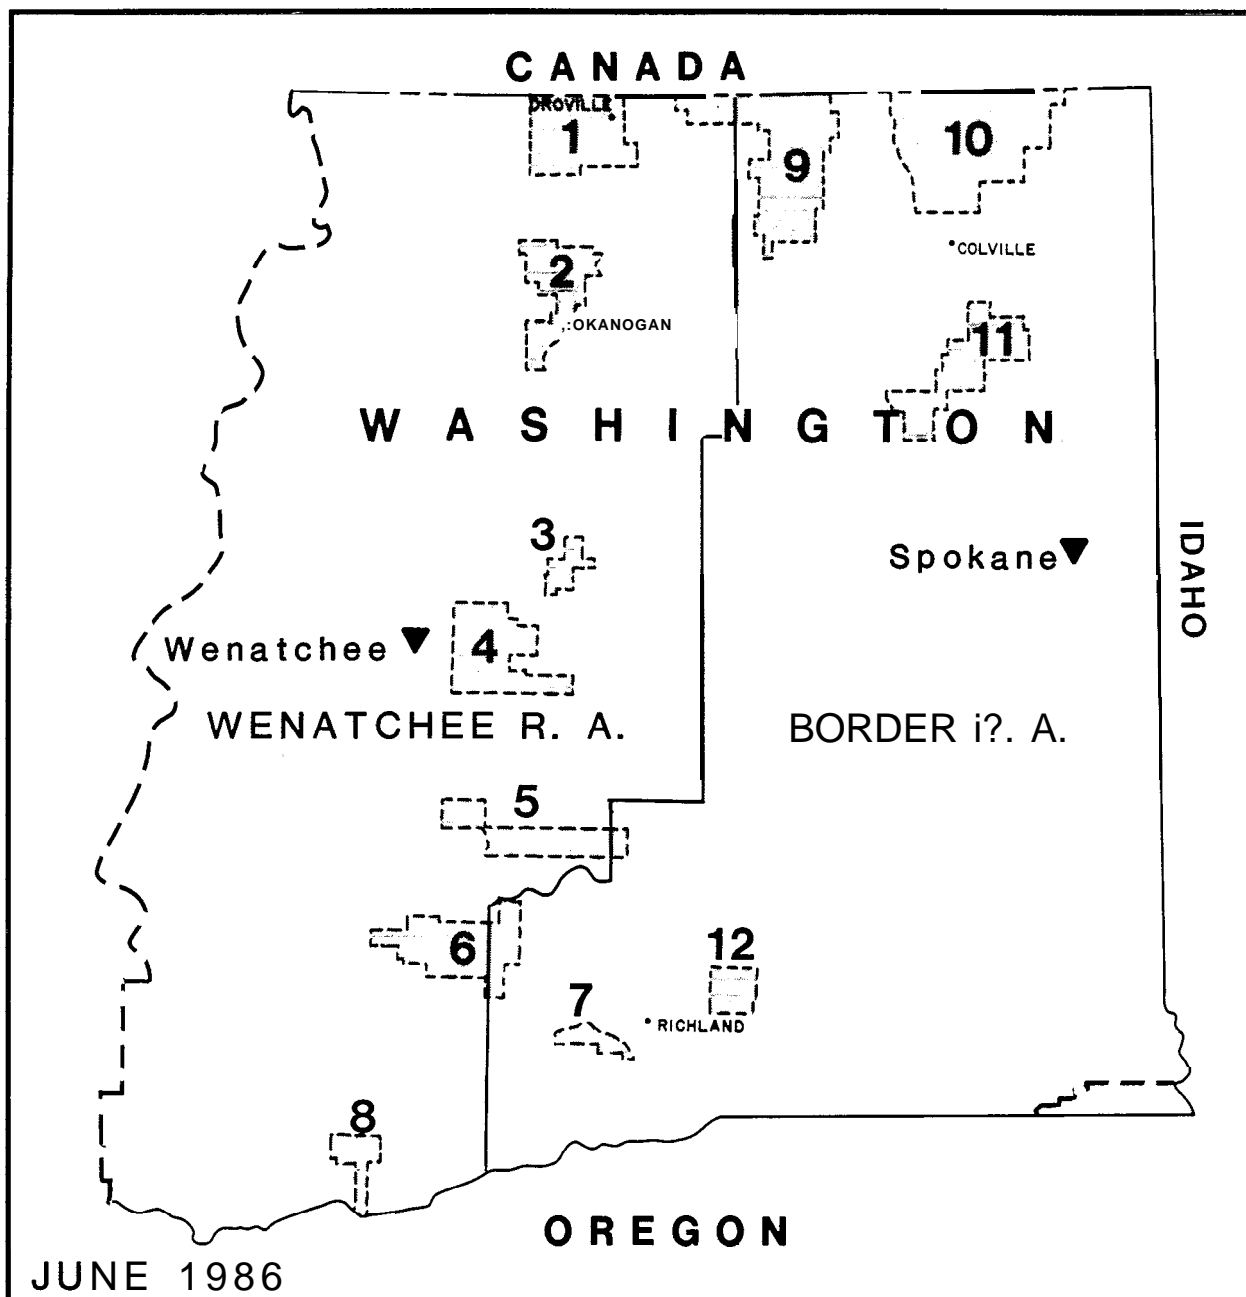 CANADA
OROVILLE
1
9
10
COLVILLE
2
OKANOGAN
11
WASHINGTON
3
Spokane
IDAHO
Wenatchee
4
WENATCHEE R. A.
BORDER i?. A.
5
6
12
7
RICHLAND
8
OREGON
JUNE 1986